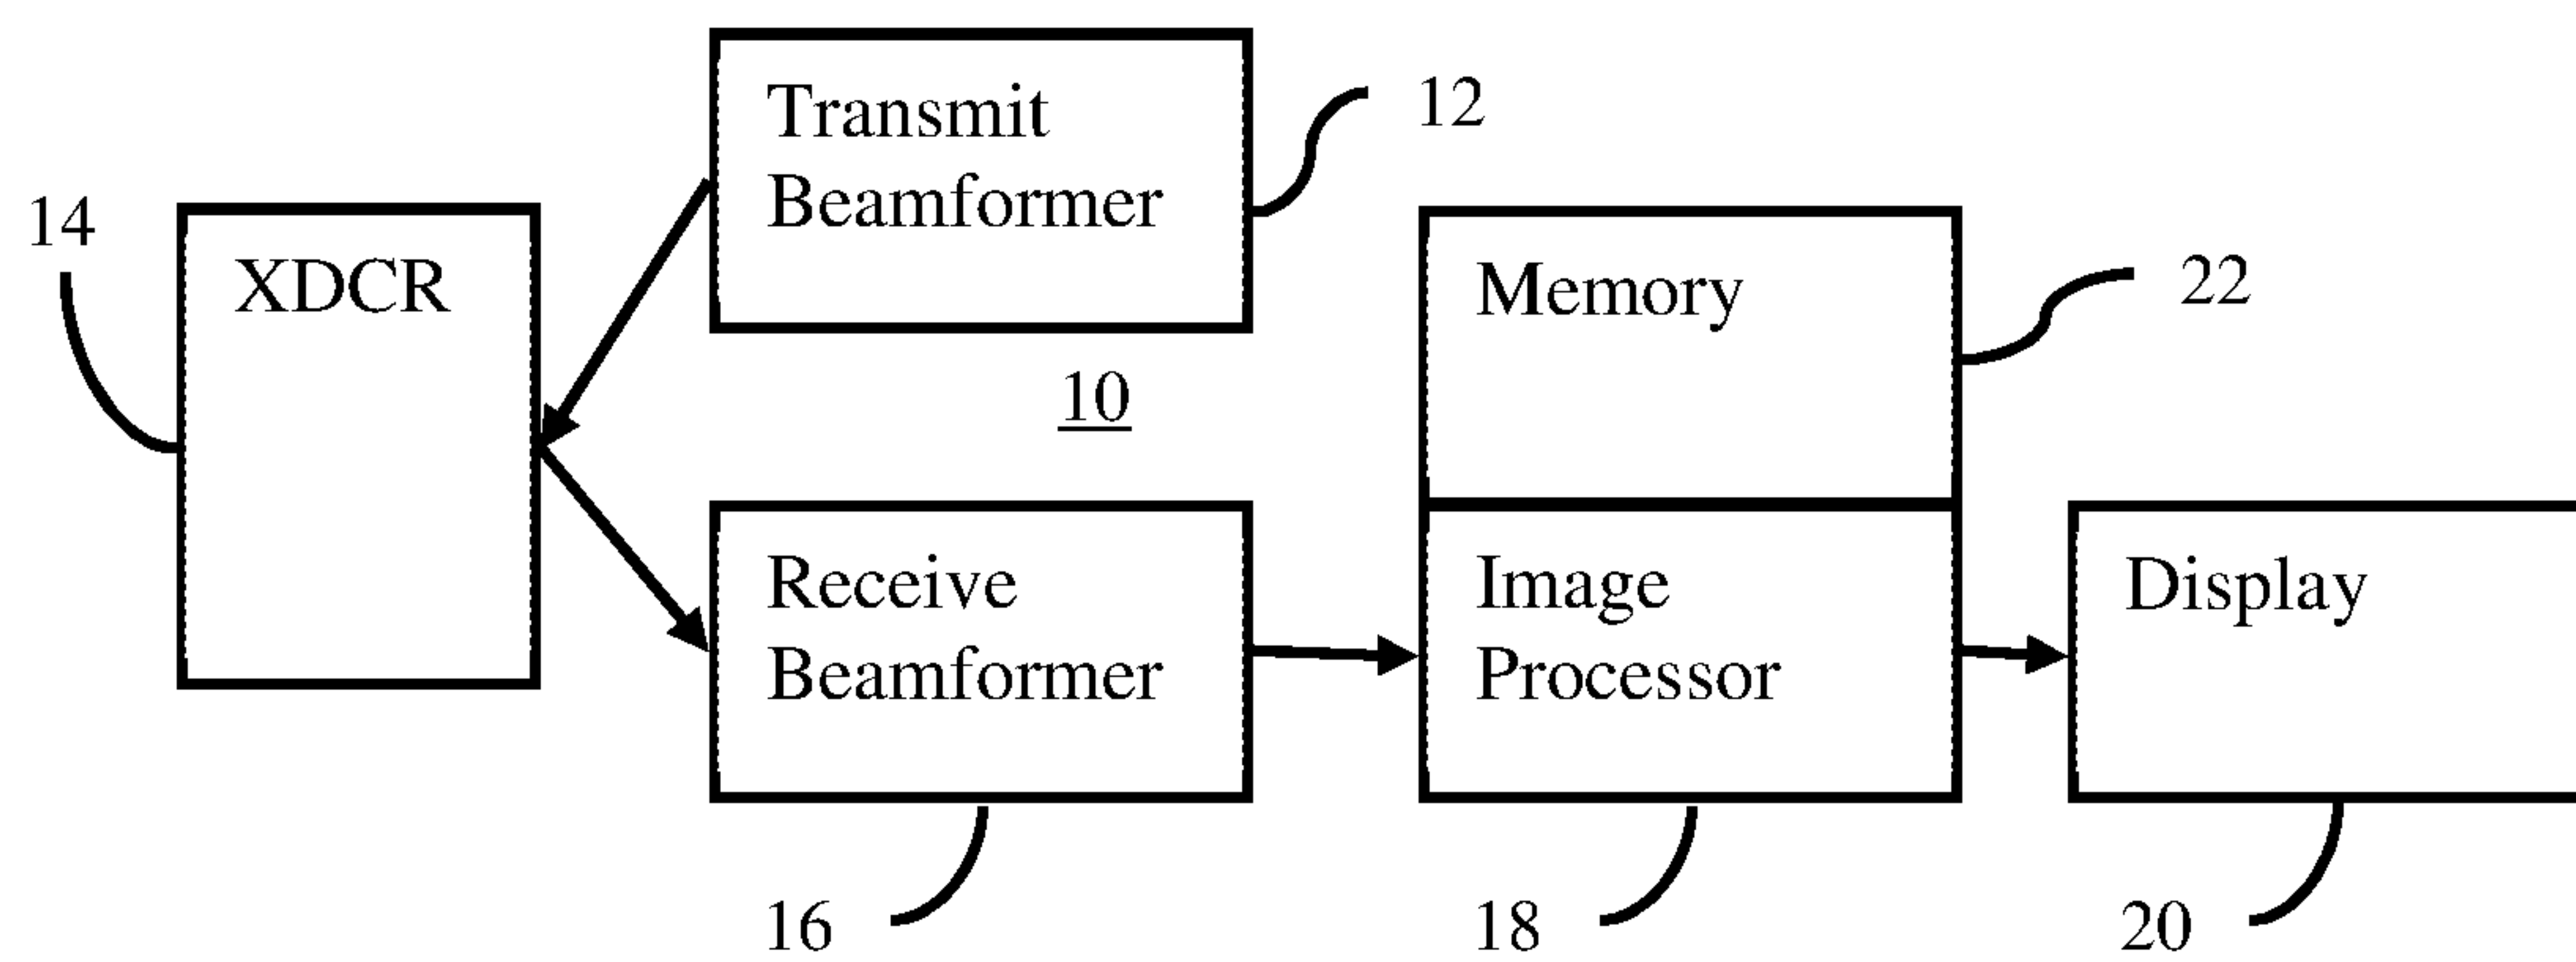 Transmit
Beamformer
12
14
XDCR
Memory
22
10
Receive
Beamformer
Image
Processor
Display
16
18
20